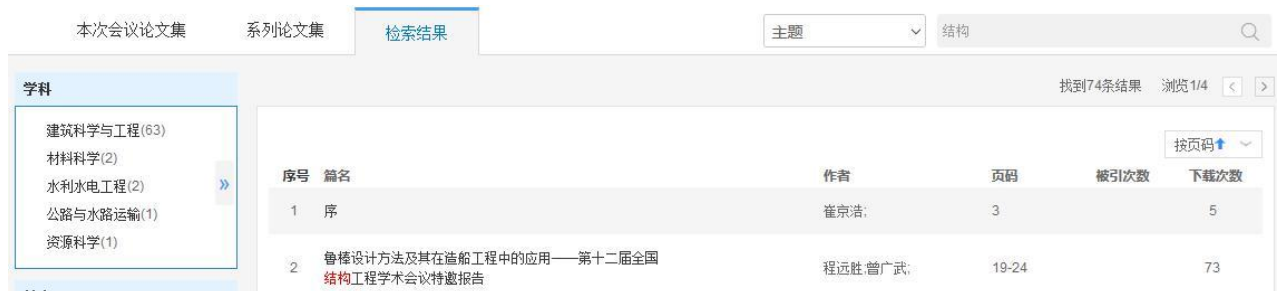 本次会议论文集 系列论文集 检索结果 主题 结构
学科 找到74条结果 浏览1/4 < >
建筑科学与工程(63)
材料科学(2) 按页码
水利水电工程(2) » 序号 篇名 作者 页码 被引次数 下载次数
公路与水路运输(1) 1 序 崔京浩; 3 5
资源科学(1)
2 鲁棒设计方法及其在造船工程中的应用——第十二届全国
结构工程学术会议特邀报告 程远胜;曾广武; 19-24 73